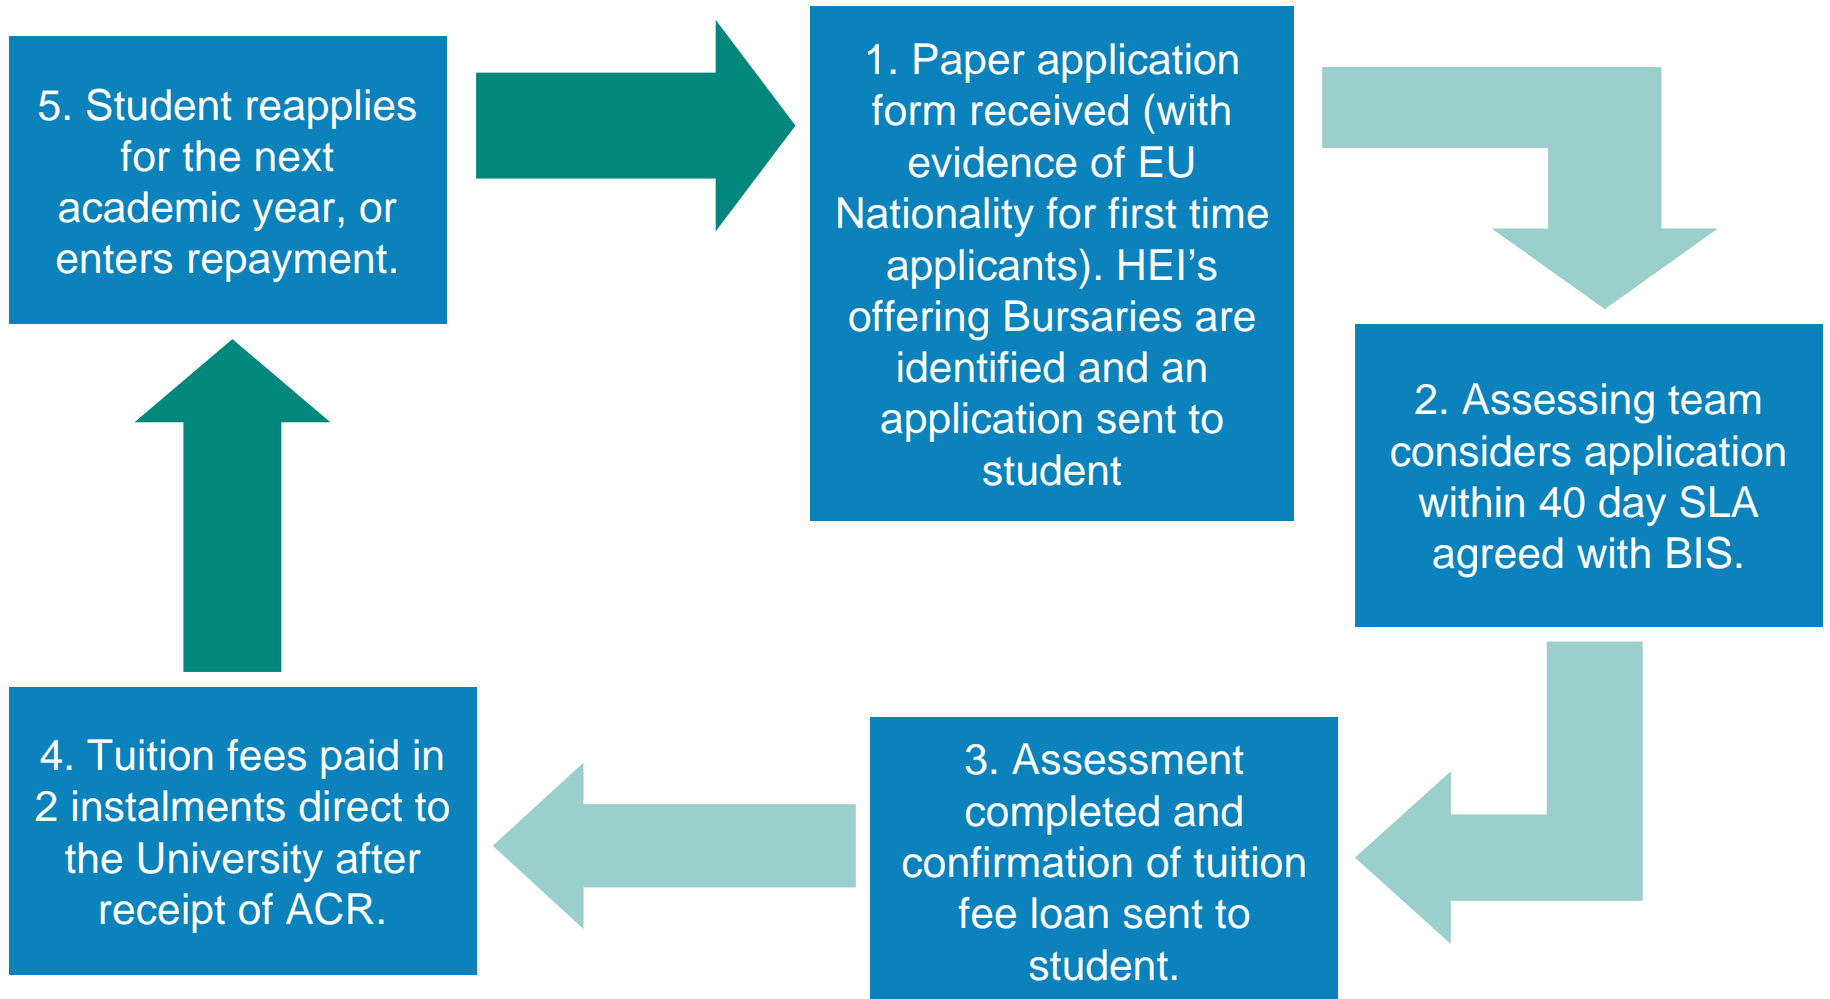 1. Paper application
form received (with
evidence of EU
Nationality for first time
applicants). HEI’s
offering Bursaries are
identified and an
application sent to
student
2. Assessing team
considers application
within 40 day SLA
agreed with BIS.
3. Assessment
completed and
confirmation of tuition
fee loan sent to
student.
4. Tuition fees paid in
2 instalments direct to
the University after
receipt of ACR.
5. Student reapplies
for the next
academic year, or
enters repayment.